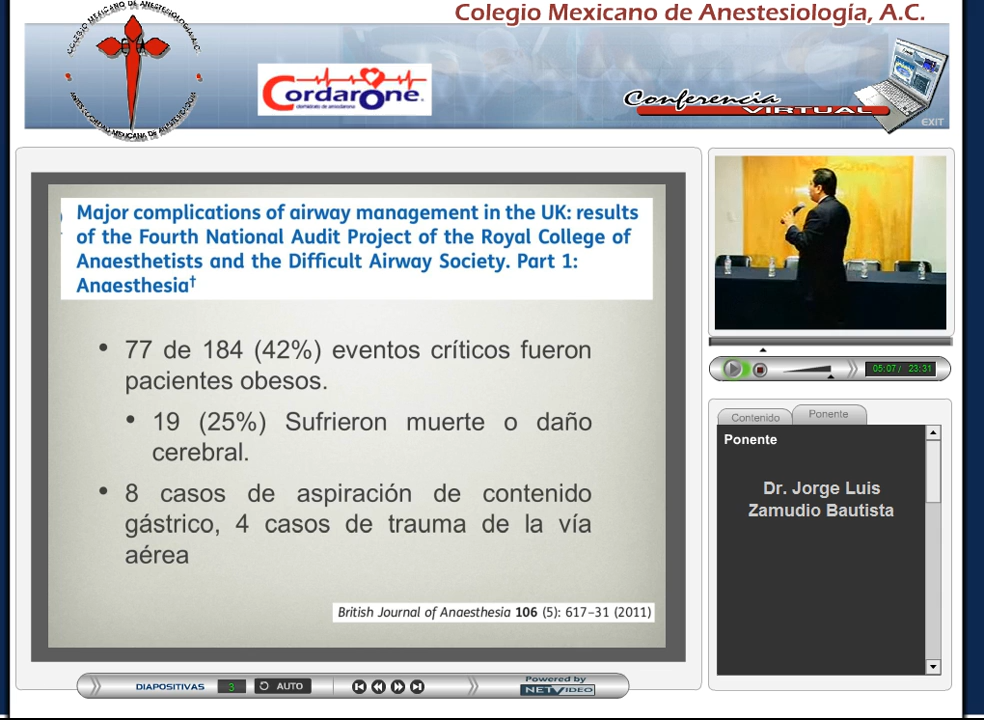 Colegio Mexicano de Anestesiología, A.C.
COLEGIO MEXICANO DE ANESTESIOLOGIA A.C.
Cordarone.
Conferencia
VIRTUAL
EXIT
Major complications of airway management in the UK: results
of the Fourth National Audit Project of the Royal College of
Anaesthetists and the Difficult Airway Society. Part 1:
Anaesthesia†
• 77 de 184 (42%) eventos críticos fueron
pacientes obesos.
• 19 (25%) Sufrieron muerte o daño
cerebral.
• 8 casos de aspiración de contenido
gástrico, 4 casos de trauma de la vía
aérea
British Journal of Anaesthesia 106 (5): 617–31 (2011)
05:07 / 23:31
Contenido
Ponente
Ponente
Dr. Jorge Luis
Zamudio Bautista
DIAPOSITIVAS
3
AUTO
Powered by
NETVIDEO